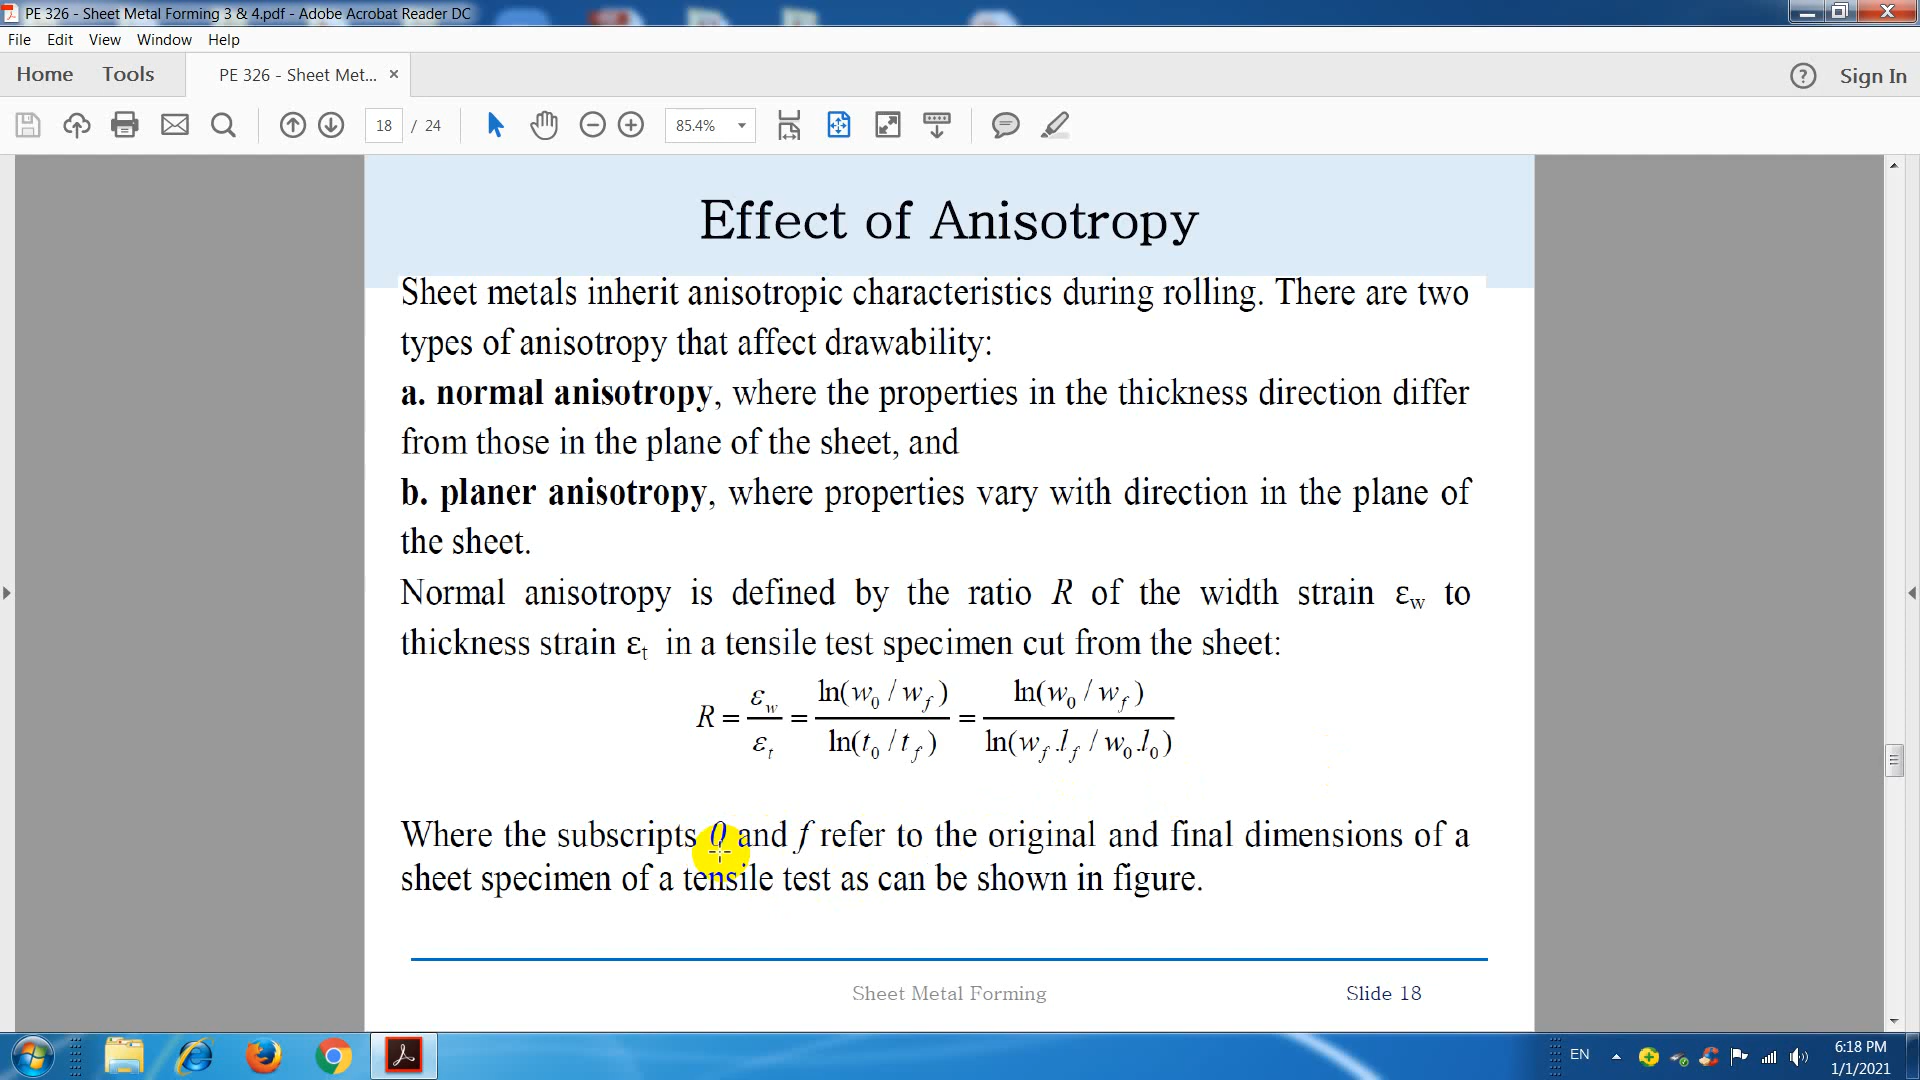 PE 326 - Sheet Metal Forming 3 & 4.pdf - Adobe Acrobat Reader DC
File Edit View Window Help
Home Tools PE 326 - Sheet Met... × ? Sign In
18 / 24 85.4%
Effect of Anisotropy
Sheet metals inherit anisotropic characteristics during rolling. There are two
types of anisotropy that affect drawability:
a. normal anisotropy, where the properties in the thickness direction differ
from those in the plane of the sheet, and
b. planer anisotropy, where properties vary with direction in the plane of
the sheet.
Normal anisotropy is defined by the ratio R of the width strain εw to
thickness strain εt in a tensile test specimen cut from the sheet:
R = εw / εt = ln(w0 / wf) / ln(t0 / tf) = ln(w0 / wf) / ln(wf.lf / w0.l0)
Where the subscripts 0 and f refer to the original and final dimensions of a
sheet specimen of a tensile test as can be shown in figure.
Sheet Metal Forming Slide 18
EN 6:18 PM
1/1/2021